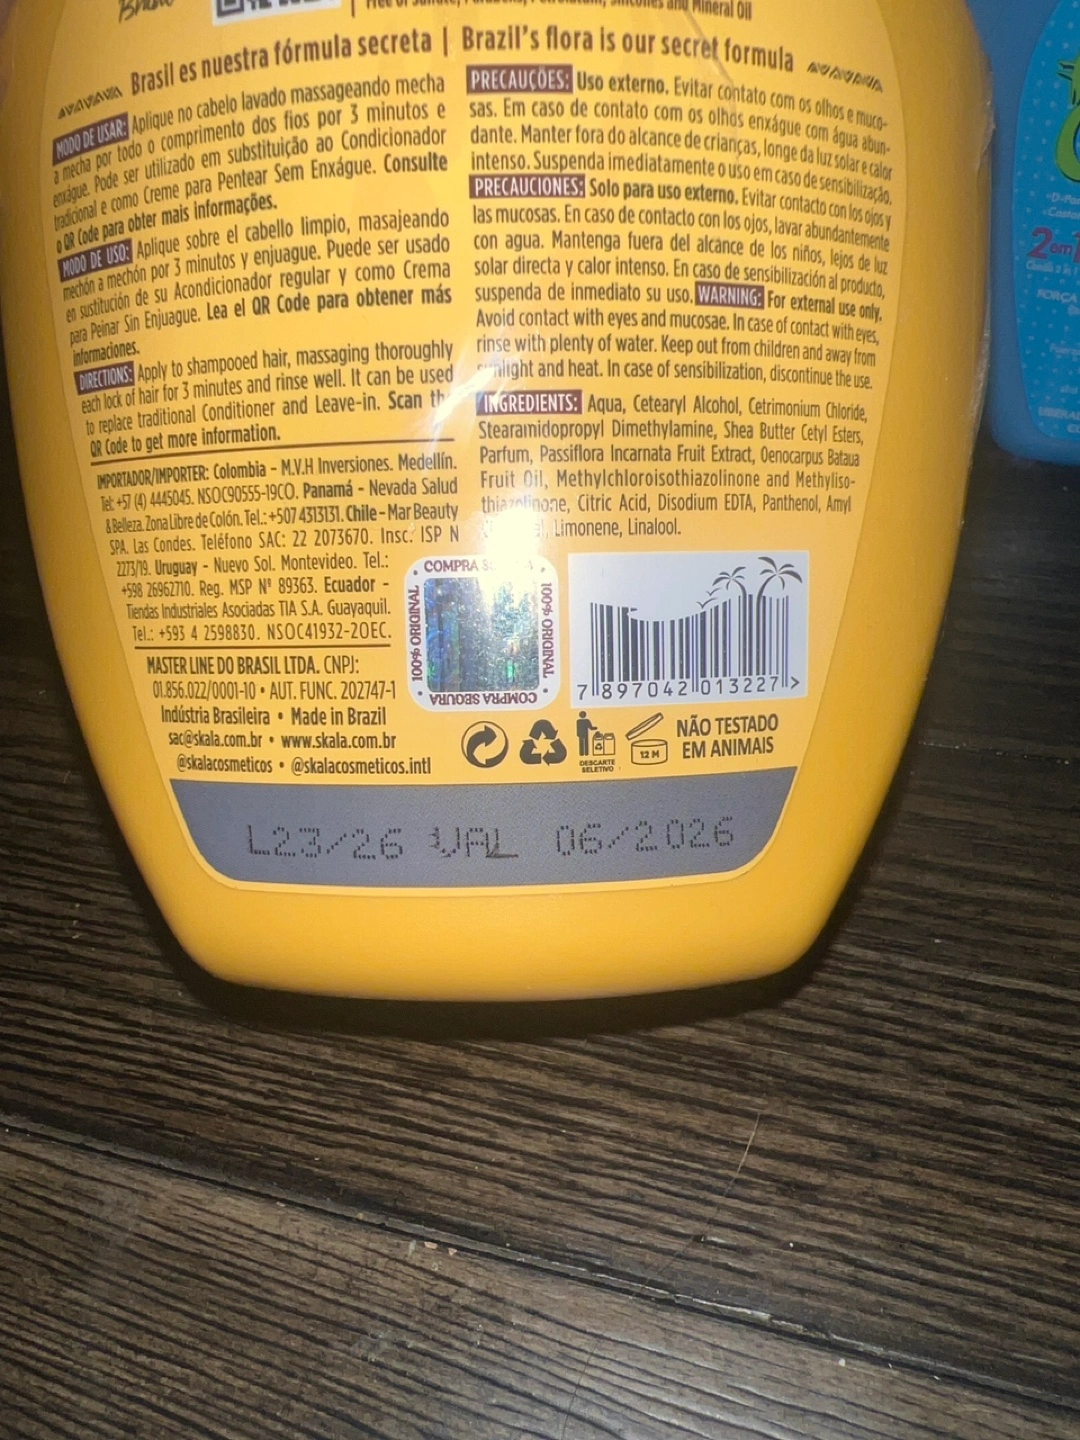 Free of Sulfate, Parabens, Petrolatum, Silicones and Mineral Oil
Brasil es nuestra fórmula secreta | Brazil's flora is our secret formula
MODO DE USAR: Aplique no cabelo lavado massageando mecha
a mecha por todo o comprimento dos fios por 3 minutos e
enxágue. Pode ser utilizado em substituição ao Condicionador
tradicional e como Creme para Pentear Sem Enxágue. Consulte
o QR Code para obter mais informações.
MODO DE USO: Aplique sobre el cabello limpio, masajeando
mechón a mechón por 3 minutos y enjuague. Puede ser usado
en sustitución de su Acondicionador regular y como Crema
para Peinar Sin Enjuague. Lea el QR Code para obtener más
informaciones.
DIRECTIONS: Apply to shampooed hair, massaging thoroughly
each lock of hair for 3 minutes and rinse well. It can be used
to replace traditional Conditioner and Leave-in. Scan the
QR Code to get more information.
IMPORTADOR/IMPORTER: Colombia - M.V.H Inversiones. Medellín.
Tel: +57 (4) 4445045. NSOC90555-19CO. Panamá - Nevada Salud
& Belleza. Zona Libre de Colón. Tel.: +507 4313131. Chile - Mar Beauty
SPA. Las Condes. Teléfono SAC: 22 2073670. Insc. ISP N
2273/19. Uruguay - Nuevo Sol. Montevideo. Tel.:
+598 26962710. Reg. MSP Nº 89363. Ecuador -
Tiendas Industriales Asociadas TIA S.A. Guayaquil.
Tel.: +593 4 2598830. NSOC41932-20EC.
MASTER LINE DO BRASIL LTDA. CNPJ:
01.856.022/0001-10 • AUT. FUNC. 202747-1
Indústria Brasileira • Made in Brazil
sac@skala.com.br • www.skala.com.br
@skalacosmeticos • @skalacosmeticos.intl
PRECAUÇÕES: Uso externo. Evitar contato com os olhos e muco-
sas. Em caso de contato com os olhos enxágue com água abun-
dante. Manter fora do alcance de crianças, longe da luz solar e calor
intenso. Suspenda imediatamente o uso em caso de sensibilização.
PRECAUCIONES: Solo para uso externo. Evitar contacto con los ojos y
las mucosas. En caso de contacto con los ojos, lavar abundantemente
con agua. Mantenga fuera del alcance de los niños, lejos de luz
solar directa y calor intenso. En caso de sensibilización al producto,
suspenda de inmediato su uso. WARNING: For external use only.
Avoid contact with eyes and mucosae. In case of contact with eyes,
rinse with plenty of water. Keep out from children and away from
sunlight and heat. In case of sensibilization, discontinue the use.
INGREDIENTS: Aqua, Cetearyl Alcohol, Cetrimonium Chloride,
Stearamidopropyl Dimethylamine, Shea Butter Cetyl Esters,
Parfum, Passiflora Incarnata Fruit Extract, Oenocarpus Bataua
Fruit Oil, Methylchloroisothiazolinone and Methyliso-
thiazolinone, Citric Acid, Disodium EDTA, Panthenol, Amyl
Limonene, Linalool.
COMPRA
100% ORIGINAL
100% ORIGINAL
COMPRA SEGURA
7 897042 013227 >
DESCARTE
SELETIVO
12 M
NÃO TESTADO
EM ANIMAIS
L23/26 VAL 06/2026
2 em 1